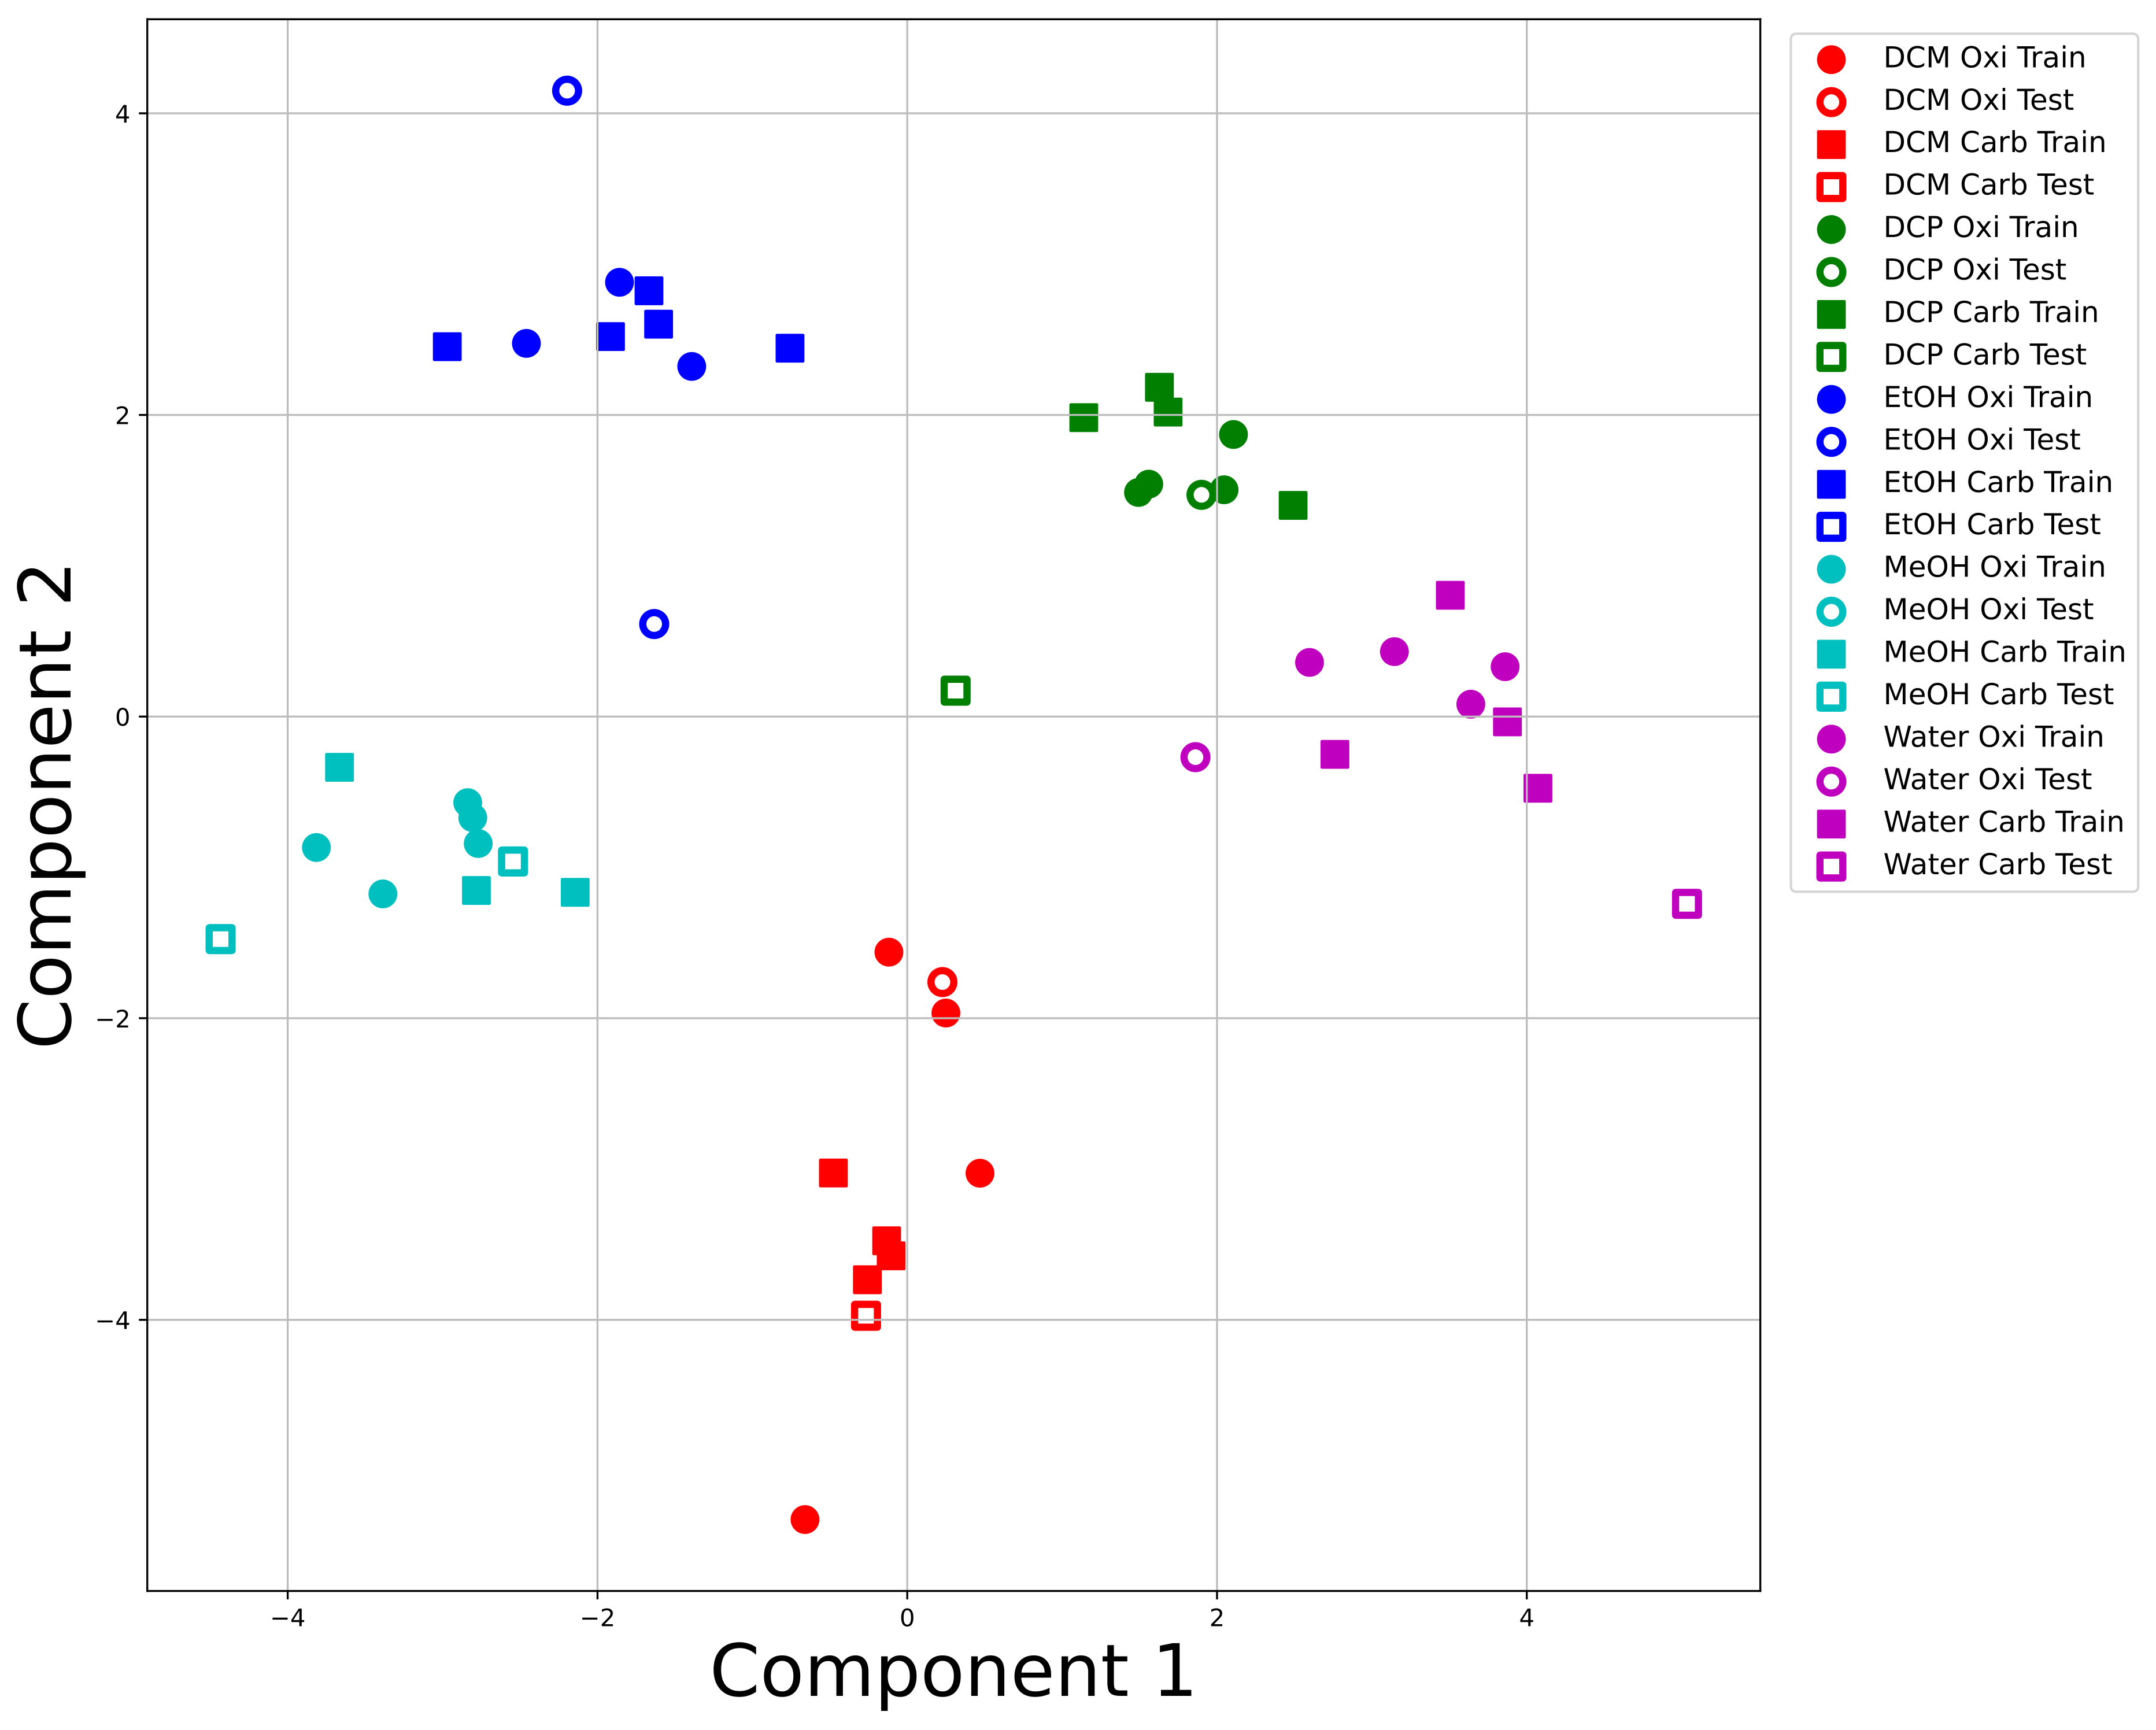 4
2
0
−2
−4
Component 2
−4
−2
0
2
4
Component 1
DCM Oxi Train
DCM Oxi Test
DCM Carb Train
DCM Carb Test
DCP Oxi Train
DCP Oxi Test
DCP Carb Train
DCP Carb Test
EtOH Oxi Train
EtOH Oxi Test
EtOH Carb Train
EtOH Carb Test
MeOH Oxi Train
MeOH Oxi Test
MeOH Carb Train
MeOH Carb Test
Water Oxi Train
Water Oxi Test
Water Carb Train
Water Carb Test